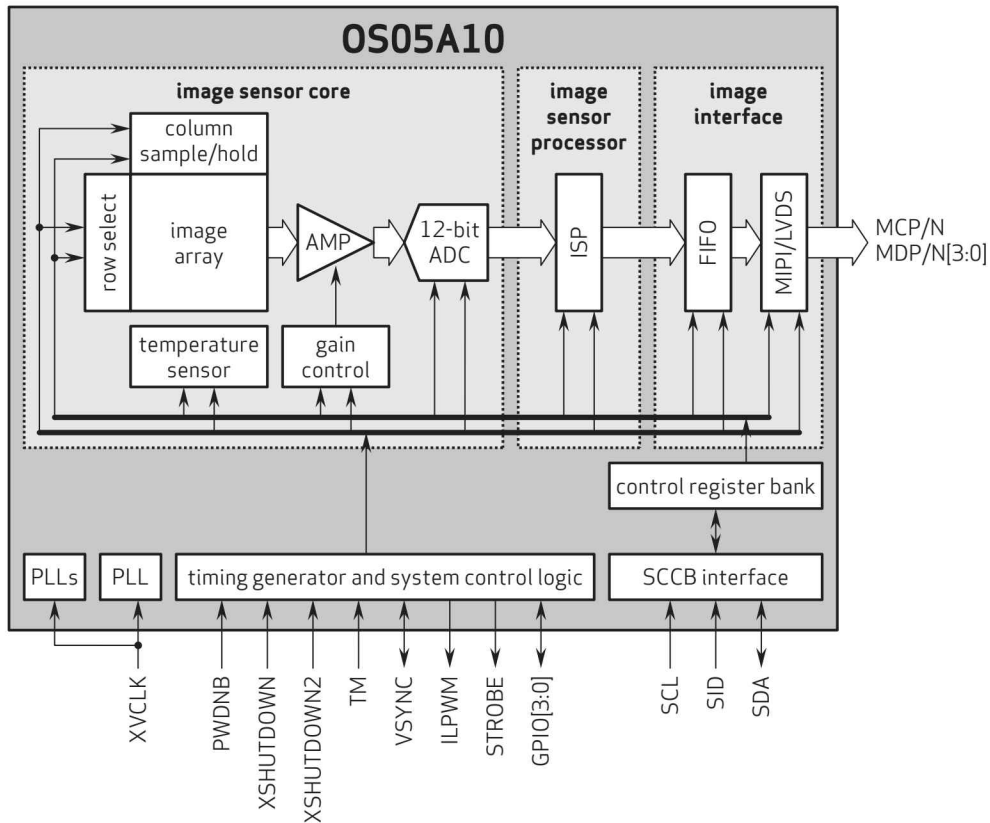 OS05A10
image sensor core
image
sensor
processor
image
interface
column
sample/hold
row select
image
array
AMP
12-bit
ADC
ISP
FIFO
MIPI/LVDS
MCP/N
MDP/N[3:0]
temperature
sensor
gain
control
control register bank
PLLs
PLL
timing generator and system control logic
SCCB interface
XVCLK
PWDNB
XSHUTDOWN
XSHUTDOWN2
TM
VSYNC
ILPWM
STROBE
GPIO[3:0]
SCL
SID
SDA